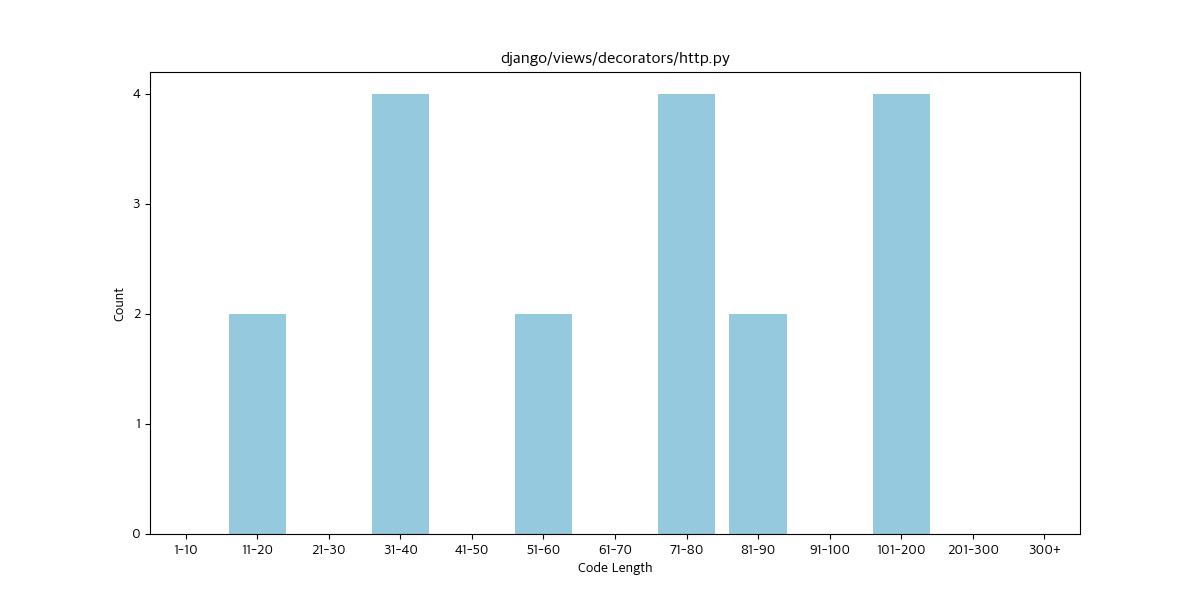 django/views/decorators/http.py
4
3
2
1
0
Count
1-10 11-20 21-30 31-40 41-50 51-60 61-70 71-80 81-90 91-100 101-200 201-300 300+
Code Length